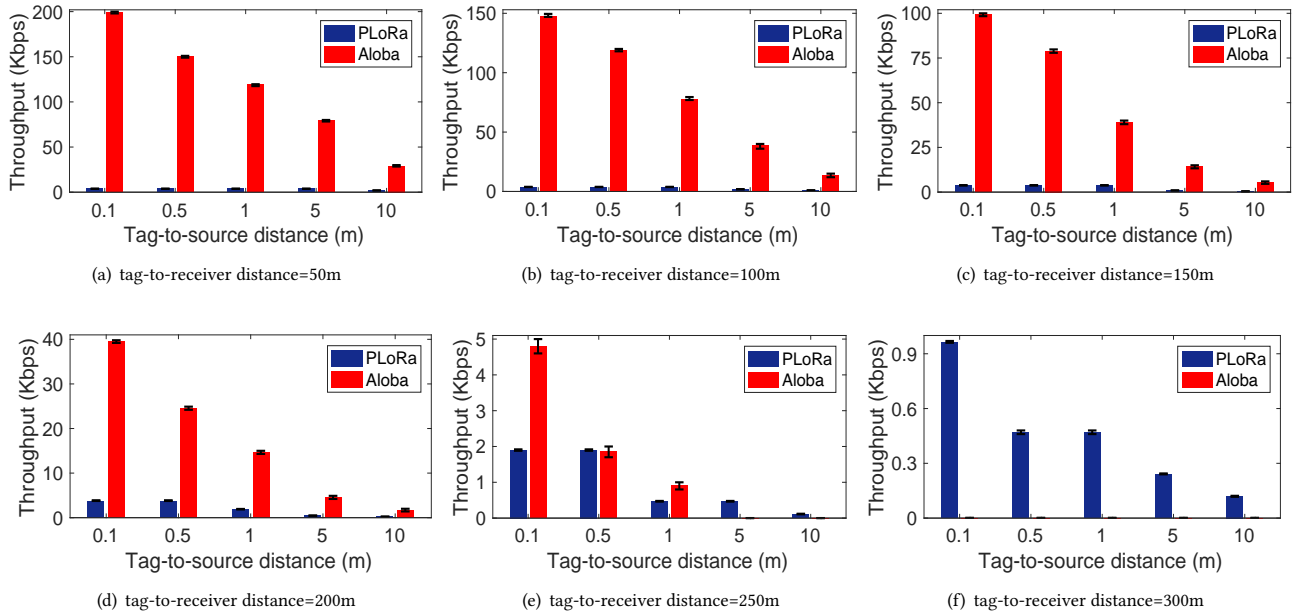 200
150
100
50
0
Throughput (Kbps)
PLoRa
Aloba
0.1 0.5 1 5 10
Tag-to-source distance (m)
(a) tag-to-receiver distance=50m
150
100
50
0
Throughput (Kbps)
PLoRa
Aloba
0.1 0.5 1 5 10
Tag-to-source distance (m)
(b) tag-to-receiver distance=100m
100
75
50
25
0
Throughput (Kbps)
PLoRa
Aloba
0.1 0.5 1 5 10
Tag-to-source distance (m)
(c) tag-to-receiver distance=150m
40
30
20
10
0
Throughput (Kbps)
PLoRa
Aloba
0.1 0.5 1 5 10
Tag-to-source distance (m)
(d) tag-to-receiver distance=200m
5
4
3
2
1
0
Throughput (Kbps)
PLoRa
Aloba
0.1 0.5 1 5 10
Tag-to-source distance (m)
(e) tag-to-receiver distance=250m
0.9
0.6
0.3
0
Throughput (Kbps)
PLoRa
Aloba
0.1 0.5 1 5 10
Tag-to-source distance (m)
(f) tag-to-receiver distance=300m